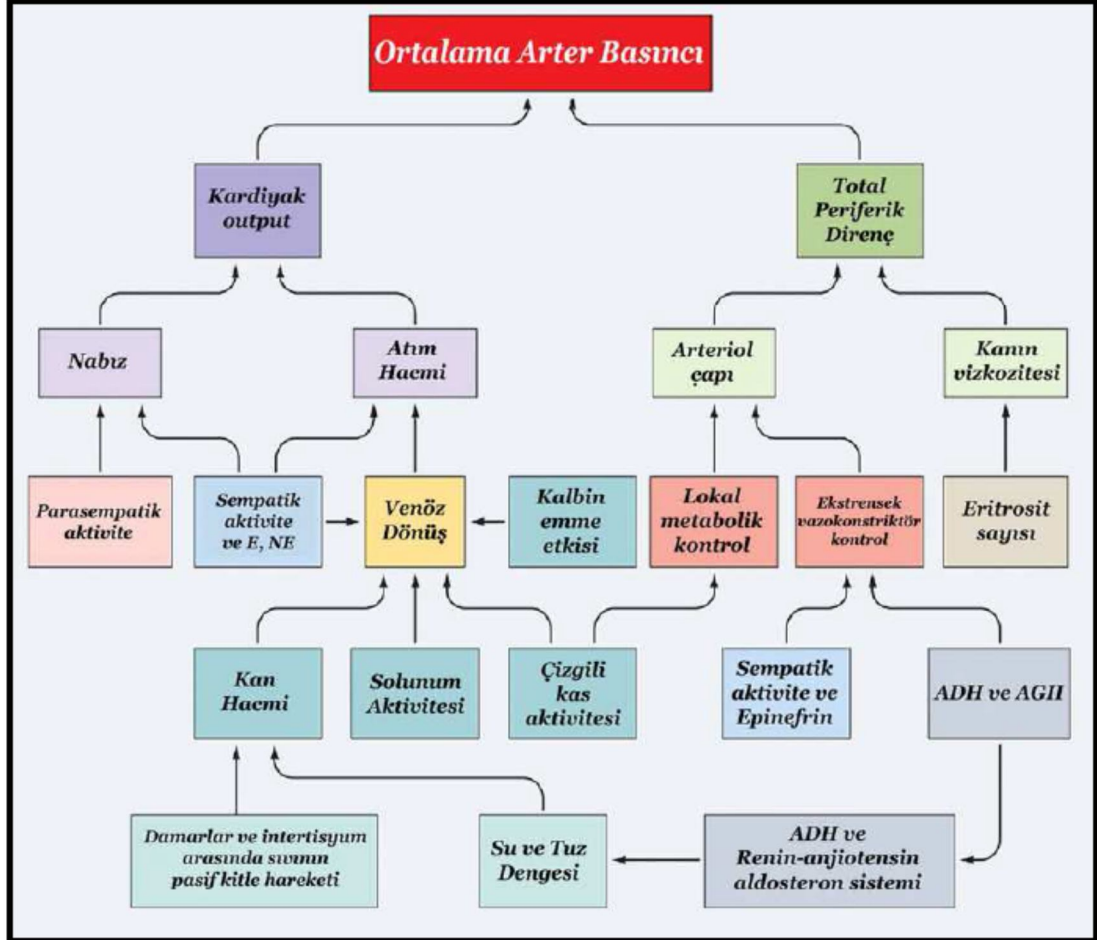 Ortalama Arter Basıncı
Kardiyak
output
Total
Periferik
Direnç
Nabız
Atım
Hacmi
Arteriol
çapı
Kanın
vizkozitesi
Parasempatik
aktivite
Sempatik
aktivite
ve E, NE
Venöz
Dönüş
Kalbin
emme
etkisi
Lokal
metabolik
kontrol
Ekstrensek
vazokonstriktör
kontrol
Eritrosit
sayısı
Kan
Hacmi
Solunum
Aktivitesi
Çizgili
kas
aktivitesi
Sempatik
aktivite ve
Epinefrin
ADH ve AGII
Damarlar ve intertisyum
arasında sıvının
pasif kitle hareketi
Su ve Tuz
Dengesi
ADH ve
Renin-anjiotensin
aldosteron sistemi